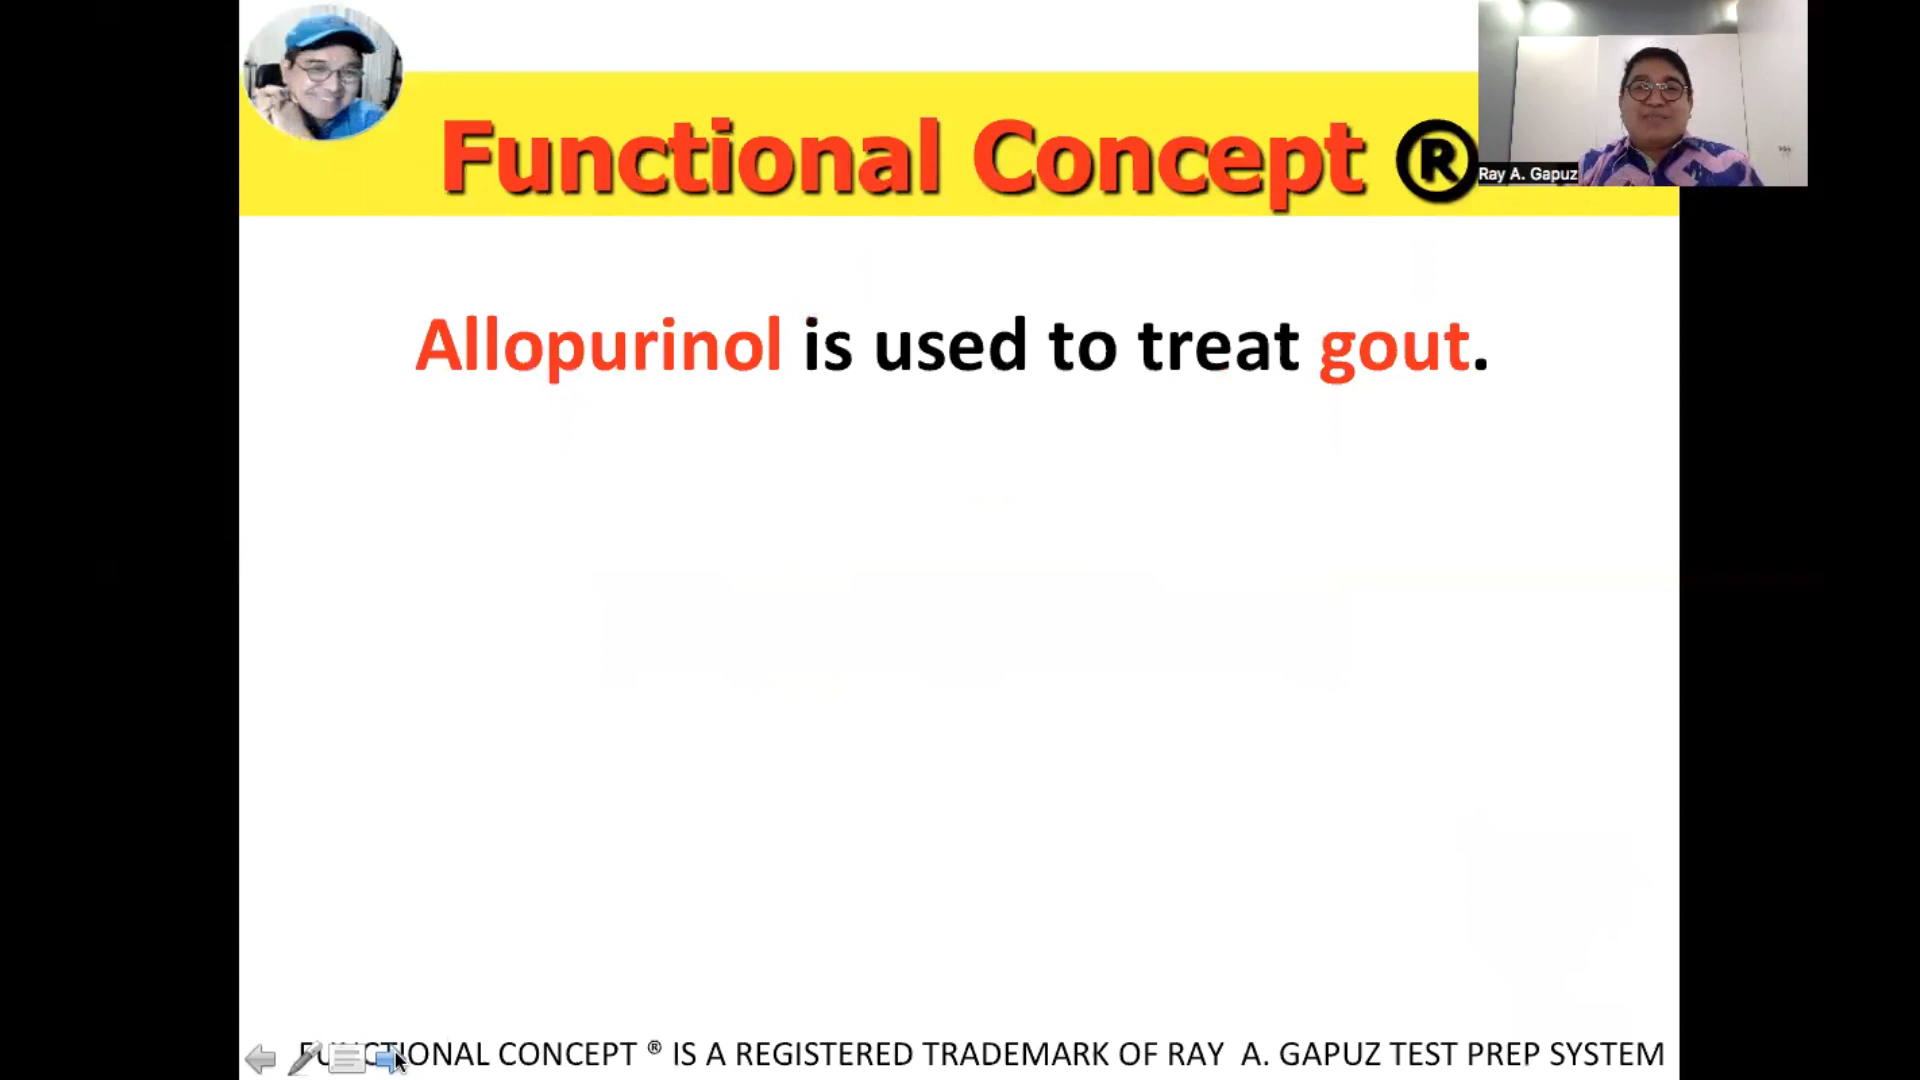 Functional Concept ®
Ray A. Gapuz
Allopurinol is used to treat gout.
FUNCTIONAL CONCEPT ® IS A REGISTERED TRADEMARK OF RAY A. GAPUZ TEST PREP SYSTEM